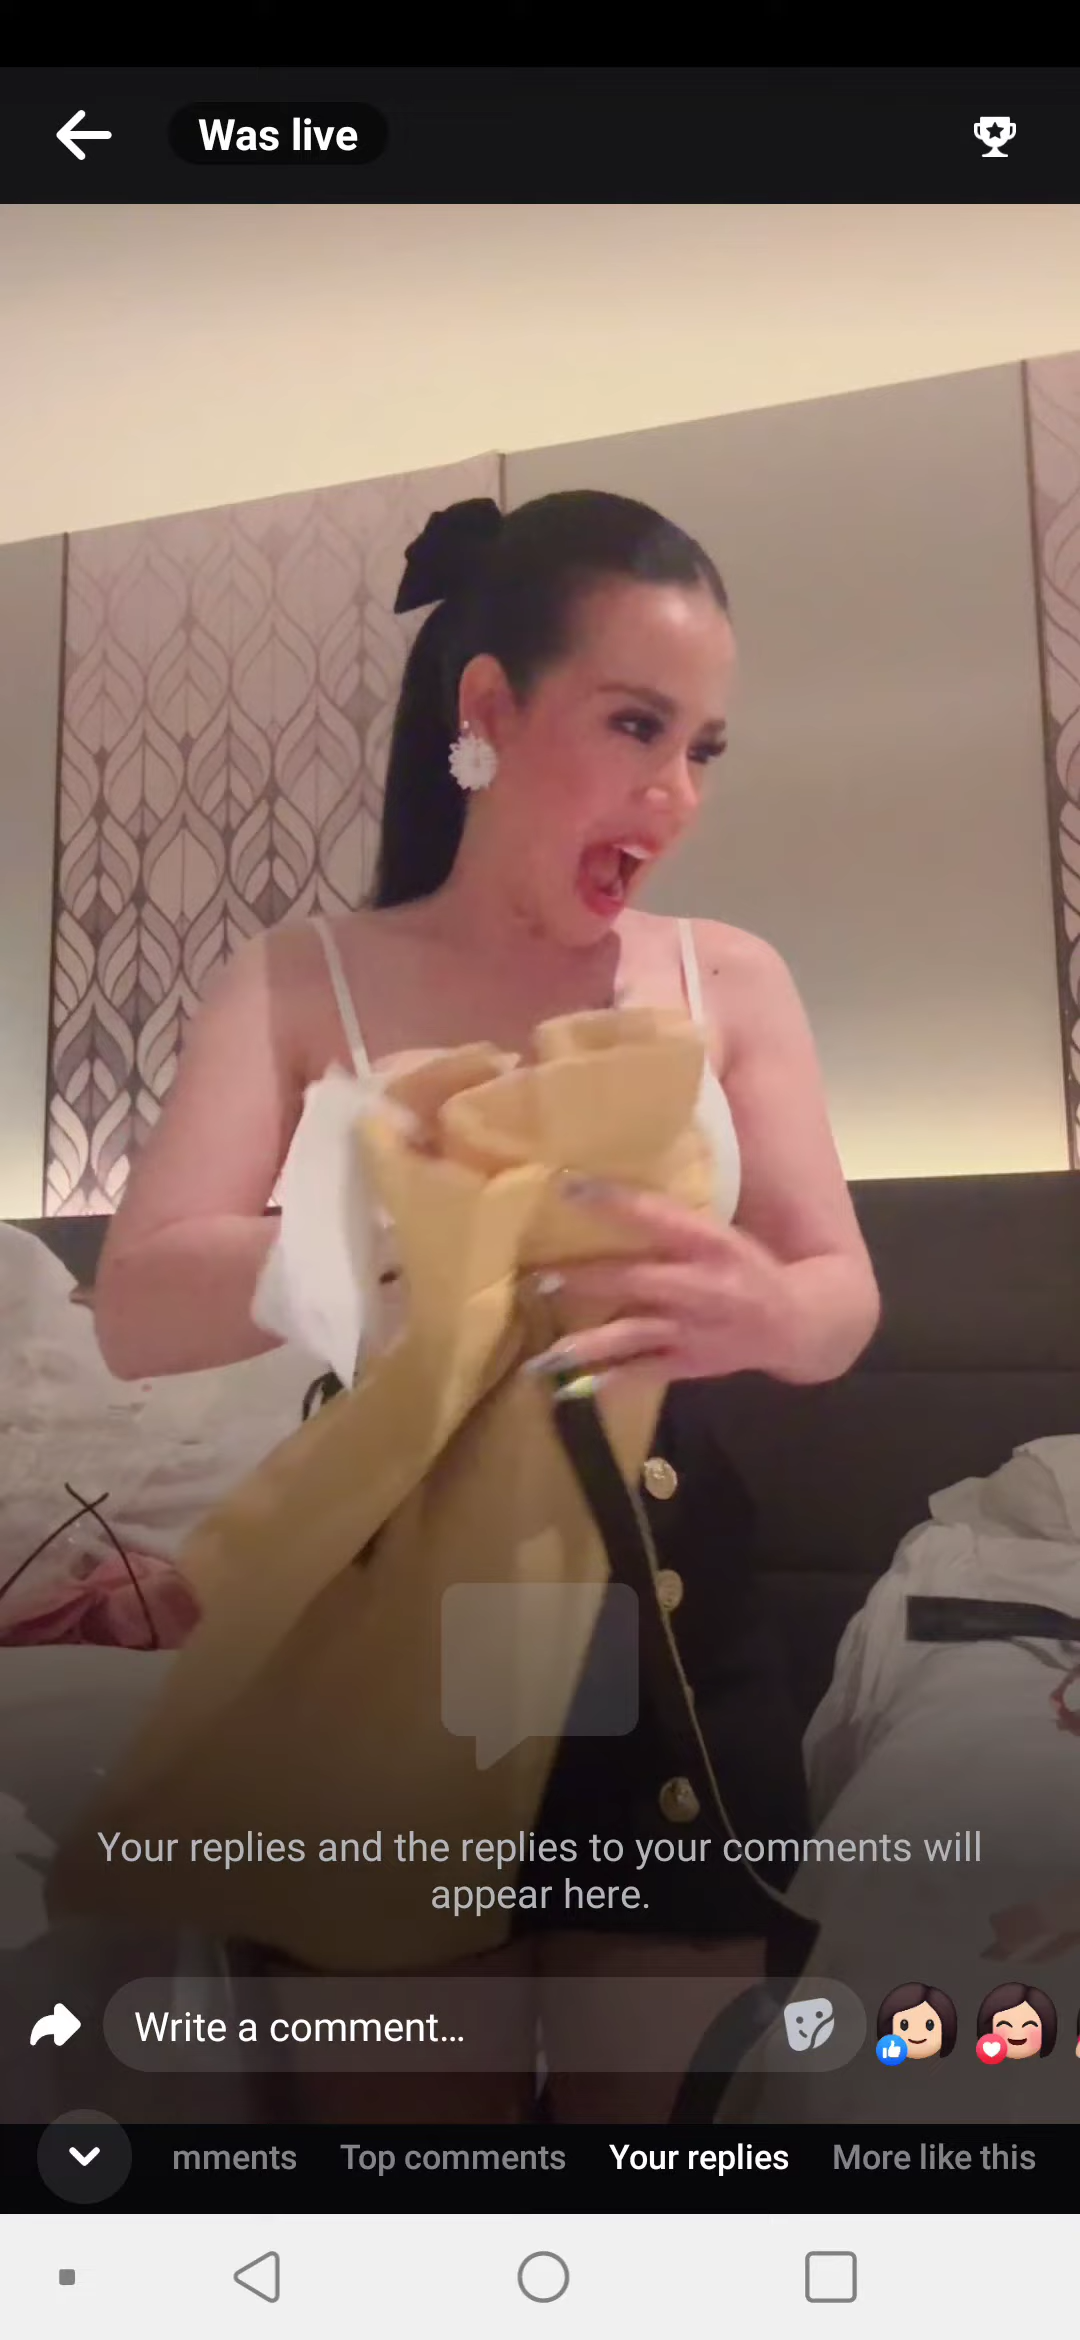 Was live
Your replies and the replies to your comments will
appear here.
Write a comment...
mments
Top comments
Your replies
More like this